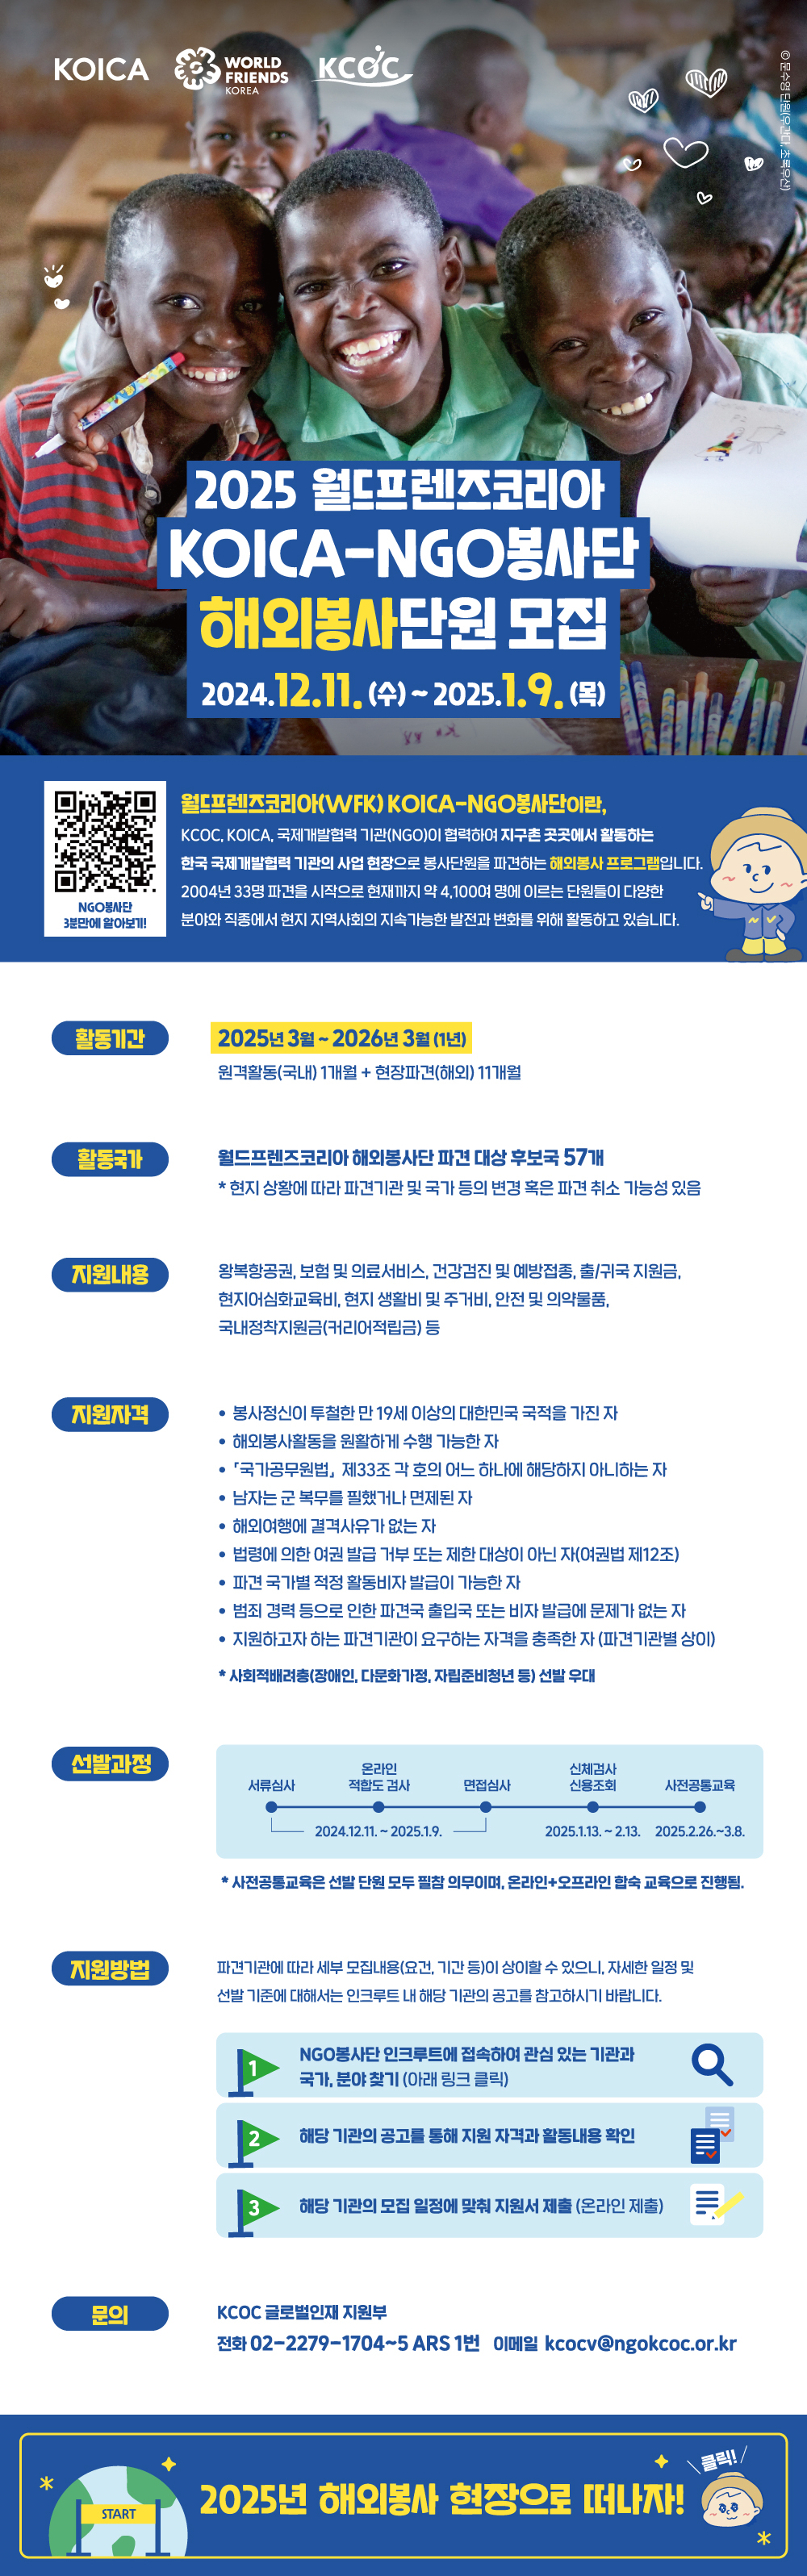 KOICA
WORLD
FRIENDS
KOREA
KCOC
© 문수영 단원(우간다, 초록우산)
2025 월드프렌즈코리아
KOICA-NGO봉사단
해외봉사단원 모집
2024.12.11. (수) ~ 2025.1.9. (목)
NGO봉사단
3분만에 알아보기!
월드프렌즈코리아(WFK) KOICA-NGO봉사단이란,
KCOC, KOICA, 국제개발협력 기관(NGO)이 협력하여 지구촌 곳곳에서 활동하는
한국 국제개발협력 기관의 사업 현장으로 봉사단원을 파견하는 해외봉사 프로그램입니다.
2004년 33명 파견을 시작으로 현재까지 약 4,100여 명에 이르는 단원들이 다양한
분야와 직종에서 현지 지역사회의 지속가능한 발전과 변화를 위해 활동하고 있습니다.
활동기간
2025년 3월 ~ 2026년 3월 (1년)
원격활동(국내) 1개월 + 현장파견(해외) 11개월
활동국가
월드프렌즈코리아 해외봉사단 파견 대상 후보국 57개
* 현지 상황에 따라 파견기관 및 국가 등의 변경 혹은 파견 취소 가능성 있음
지원내용
왕복항공권, 보험 및 의료서비스, 건강검진 및 예방접종, 출/귀국 지원금,
현지어심화교육비, 현지 생활비 및 주거비, 안전 및 의약물품,
국내정착지원금(커리어적립금) 등
지원자격
• 봉사정신이 투철한 만 19세 이상의 대한민국 국적을 가진 자
• 해외봉사활동을 원활하게 수행 가능한 자
• 「국가공무원법」 제33조 각 호의 어느 하나에 해당하지 아니하는 자
• 남자는 군 복무를 필했거나 면제된 자
• 해외여행에 결격사유가 없는 자
• 법령에 의한 여권 발급 거부 또는 제한 대상이 아닌 자(여권법 제12조)
• 파견 국가별 적정 활동비자 발급이 가능한 자
• 범죄 경력 등으로 인한 파견국 출입국 또는 비자 발급에 문제가 없는 자
• 지원하고자 하는 파견기관이 요구하는 자격을 충족한 자 (파견기관별 상이)
* 사회적배려층(장애인, 다문화가정, 자립준비청년 등) 선발 우대
선발과정
서류심사
온라인
적합도 검사
면접심사
신체검사
신용조회
사전공통교육
2024.12.11. ~ 2025.1.9.
2025.1.13. ~ 2.13.
2025.2.26.~3.8.
* 사전공통교육은 선발 단원 모두 필참 의무이며, 온라인+오프라인 합숙 교육으로 진행됨.
지원방법
파견기관에 따라 세부 모집내용(요건, 기간 등)이 상이할 수 있으니, 자세한 일정 및
선발 기준에 대해서는 인크루트 내 해당 기관의 공고를 참고하시기 바랍니다.
1
NGO봉사단 인크루트에 접속하여 관심 있는 기관과
국가, 분야 찾기 (아래 링크 클릭)
2
해당 기관의 공고를 통해 지원 자격과 활동내용 확인
3
해당 기관의 모집 일정에 맞춰 지원서 제출 (온라인 제출)
문의
KCOC 글로벌인재 지원부
전화 02-2279-1704~5 ARS 1번 이메일 kcocv@ngokcoc.or.kr
START
2025년 해외봉사 현장으로 떠나자!
클릭!